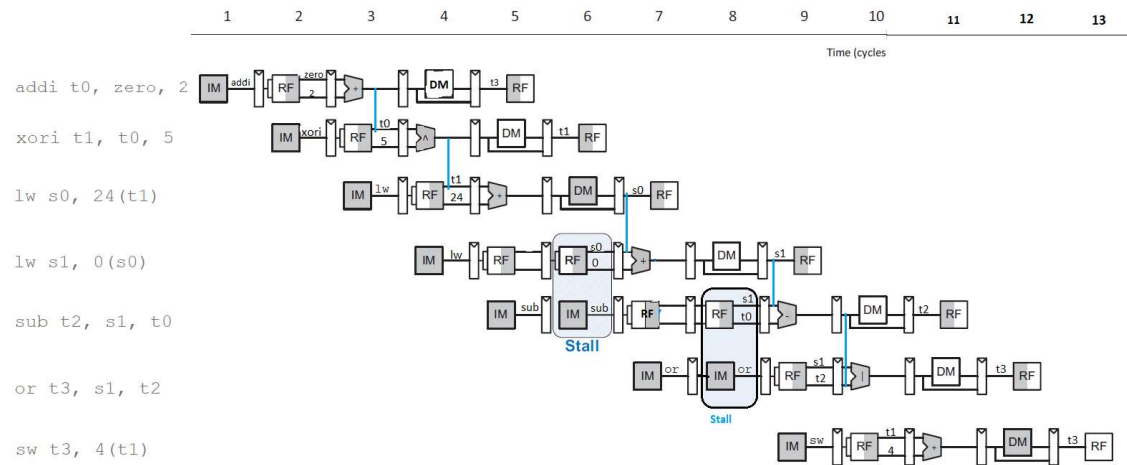 1 2 3 4 5 6 7 8 9 10 11 12 13
Time (cycles
addi t0, zero, 2
IM addi RF zero 2 + DM t3 RF
xori t1, t0, 5
IM xori RF t0 5 ^ DM t1 RF
lw s0, 24(t1)
IM lw RF t1 24 + DM s0 RF
lw s1, 0(s0)
IM lw RF RF s0 0 + DM s1 RF
sub t2, s1, t0
IM sub IM sub RF RF s1 t0 - DM t2 RF
Stall
or t3, s1, t2
IM or IM or RF s1 t2 | DM t3 RF
Stall
sw t3, 4(t1)
IM sw RF t1 4 + DM t3 RF